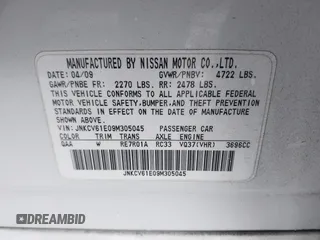 MANUFACTURED BY NISSAN MOTOR CO.,LTD.
DATE: 04/09 GVWR/PNBV: 4722 LBS.
GAWR/PNBE FR: 2270 LBS. RR: 2478 LBS.
THIS VEHICLE CONFORMS TO ALL APPLICABLE FEDERAL
MOTOR VEHICLE SAFETY,BUMPER,AND THEFT PREVENTION
STANDARDS IN EFFECT ON THE DATE OF MANUFACTURE
SHOWN ABOVE.
VIN: JNKCV61E09M305045 PASSENGER CAR
COLOR TRIM TRANS AXLE ENGINE
QAA W RE7R01A RC33 VQ37(VHR) 3696CC
JNKCV61E09M305045
DREAMBID
dreambid.com